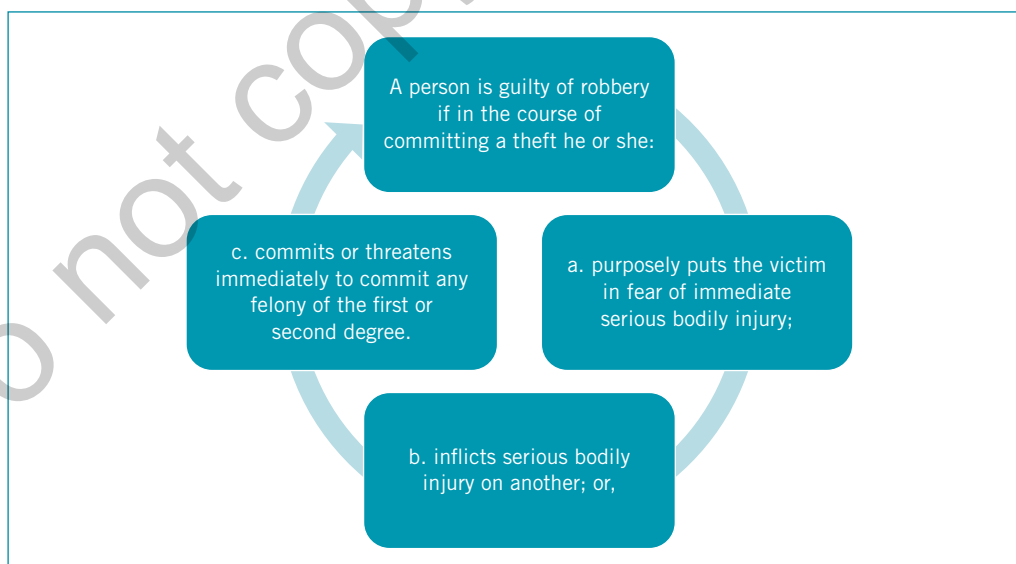 A person is guilty of robbery
if in the course of
committing a theft he or she:
a. purposely puts the victim
in fear of immediate
serious bodily injury;
b. inflicts serious bodily
injury on another; or,
c. commits or threatens
immediately to commit any
felony of the first or
second degree.
not